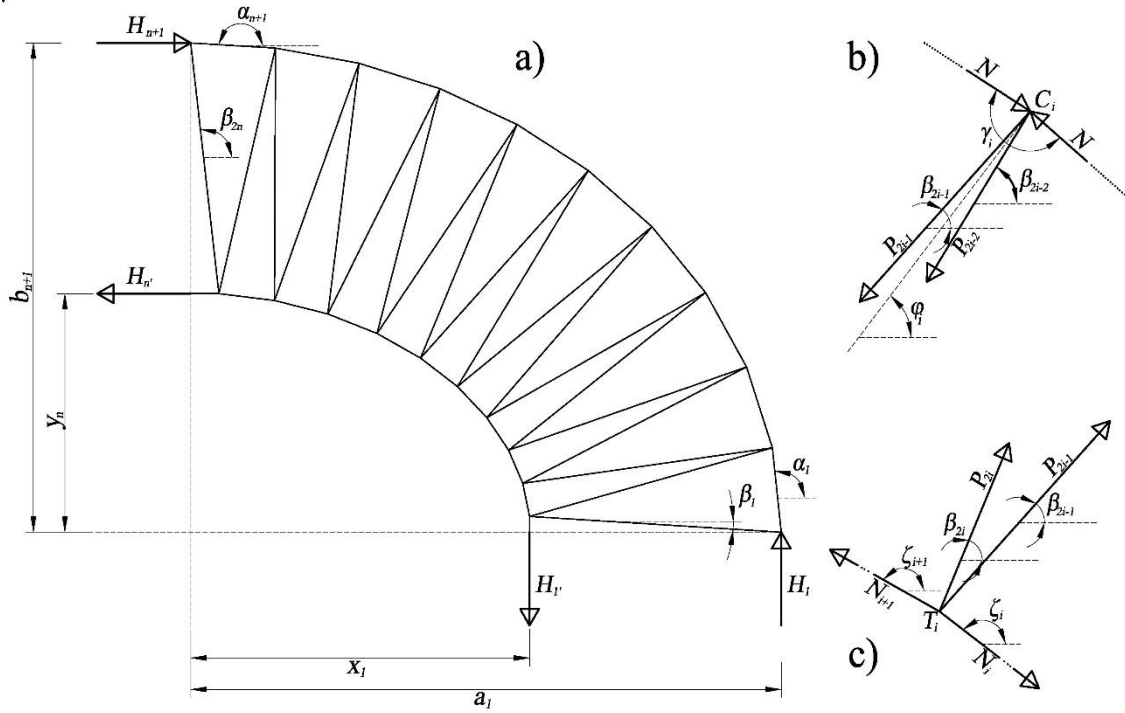 a)
H_{n+1}
α_{n+1}
β_{2n}
b_{n+1}
H_{n'}
y_n
α_1
β_1
H_{1'}
H_1
x_1
a_1
b)
N
C_i
N
γ_i
β_{2i-1}
β_{2i-2}
P_{2i-1}
P_{2i-2}
φ_i
P_{2i}
P_{2i-1}
β_{2i}
β_{2i-1}
ζ_{i+1}
N_{i+1}
T_i
ζ_i
N_i
c)